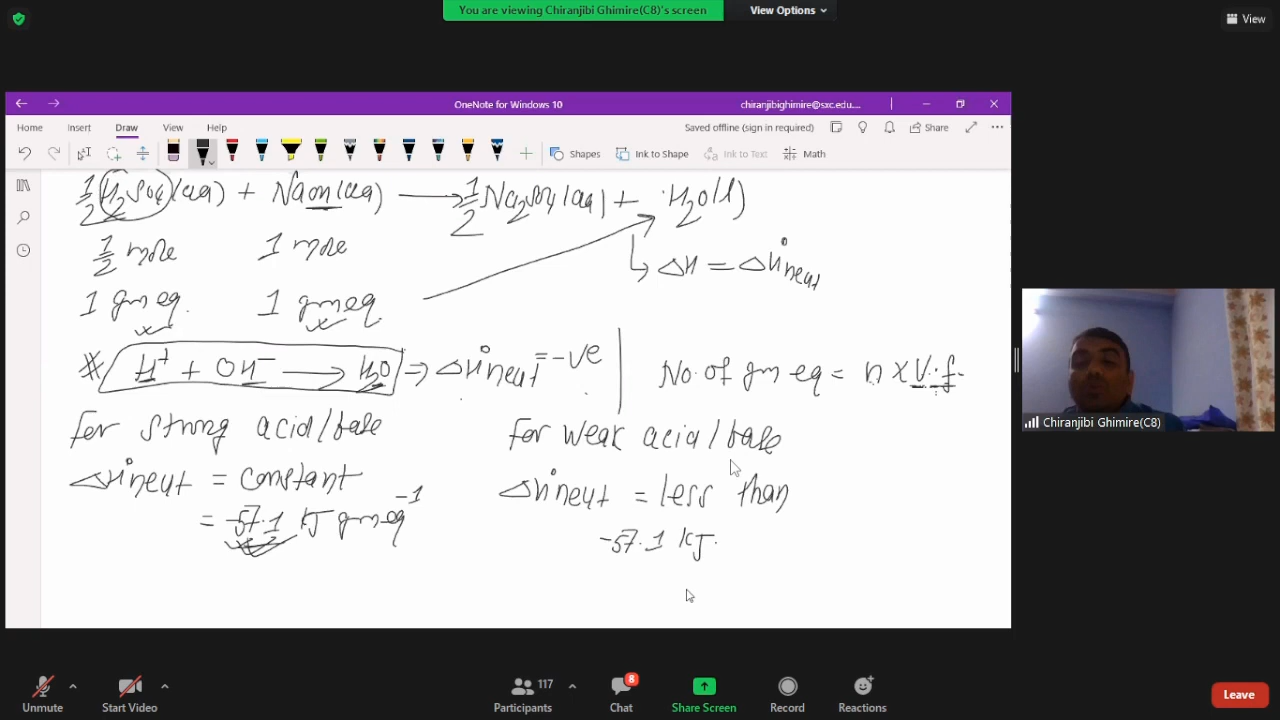 You are viewing Chiranjibi Ghimire(C8)'s screen
View Options
View
OneNote for Windows 10
chiranjibighimire@sxc.edu....
Home Insert Draw View Help
Saved offline (sign in required)
Share
Shapes
Ink to Shape
Ink to Text
Math
½ H₂SO₄(aq) + NaOH(aq) ⟶ ½ Na₂SO₄(aq) + H₂O(l)
½ mole 1 mole
↳ ΔH = ΔH°neut
1 gm eq. 1 gm eq.
* H⁺ + OH⁻ ⟶ H₂O ⇒ ΔH°neut = -ve
No. of gm eq = n × V.f.
For strong acid/base
ΔH°neut = constant
= -57.1 KJ gm eq⁻¹
For weak acid/base
ΔH°neut = less than
-57.1 KJ.
Chiranjibi Ghimire(C8)
Unmute
Start Video
117
Participants
8
Chat
Share Screen
Record
Reactions
Leave